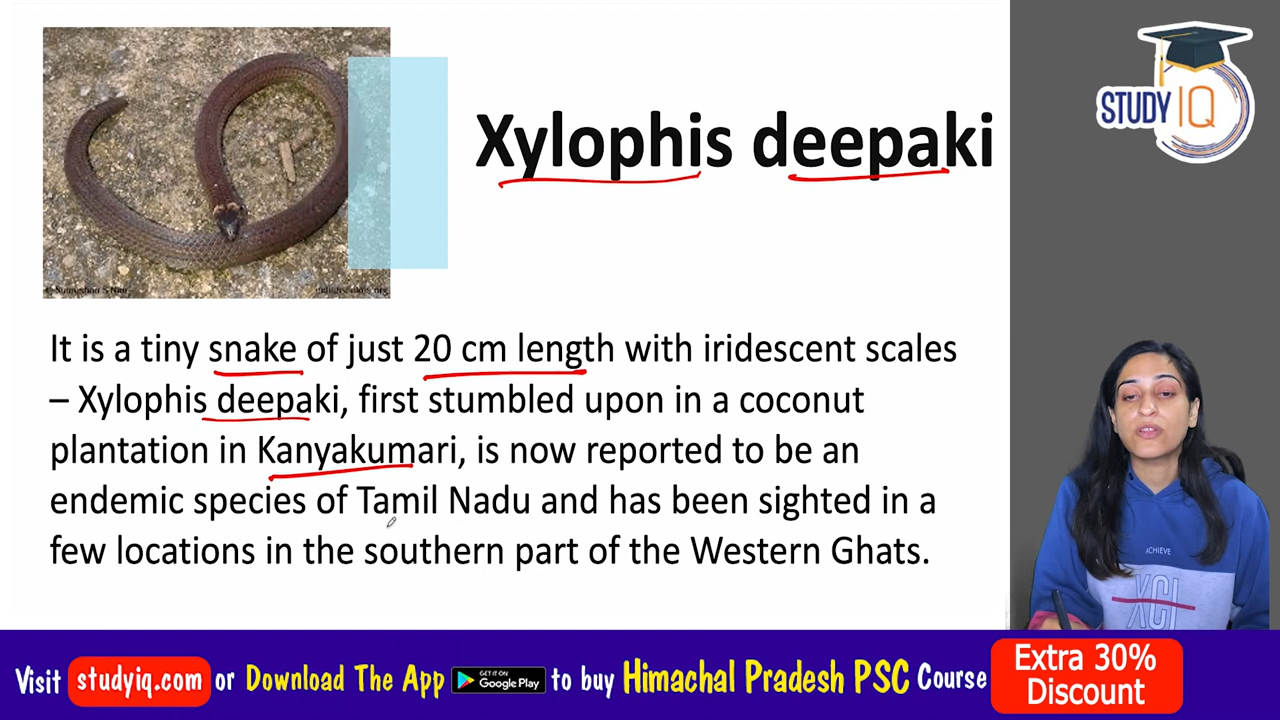 Xylophis deepaki
STUDY IQ
It is a tiny snake of just 20 cm length with iridescent scales
– Xylophis deepaki, first stumbled upon in a coconut
plantation in Kanyakumari, is now reported to be an
endemic species of Tamil Nadu and has been sighted in a
few locations in the southern part of the Western Ghats.
ACHIEVE
XCI
Visit studyiq.com or Download The App GET IT ON Google Play to buy Himachal Pradesh PSC Course
Extra 30%
Discount